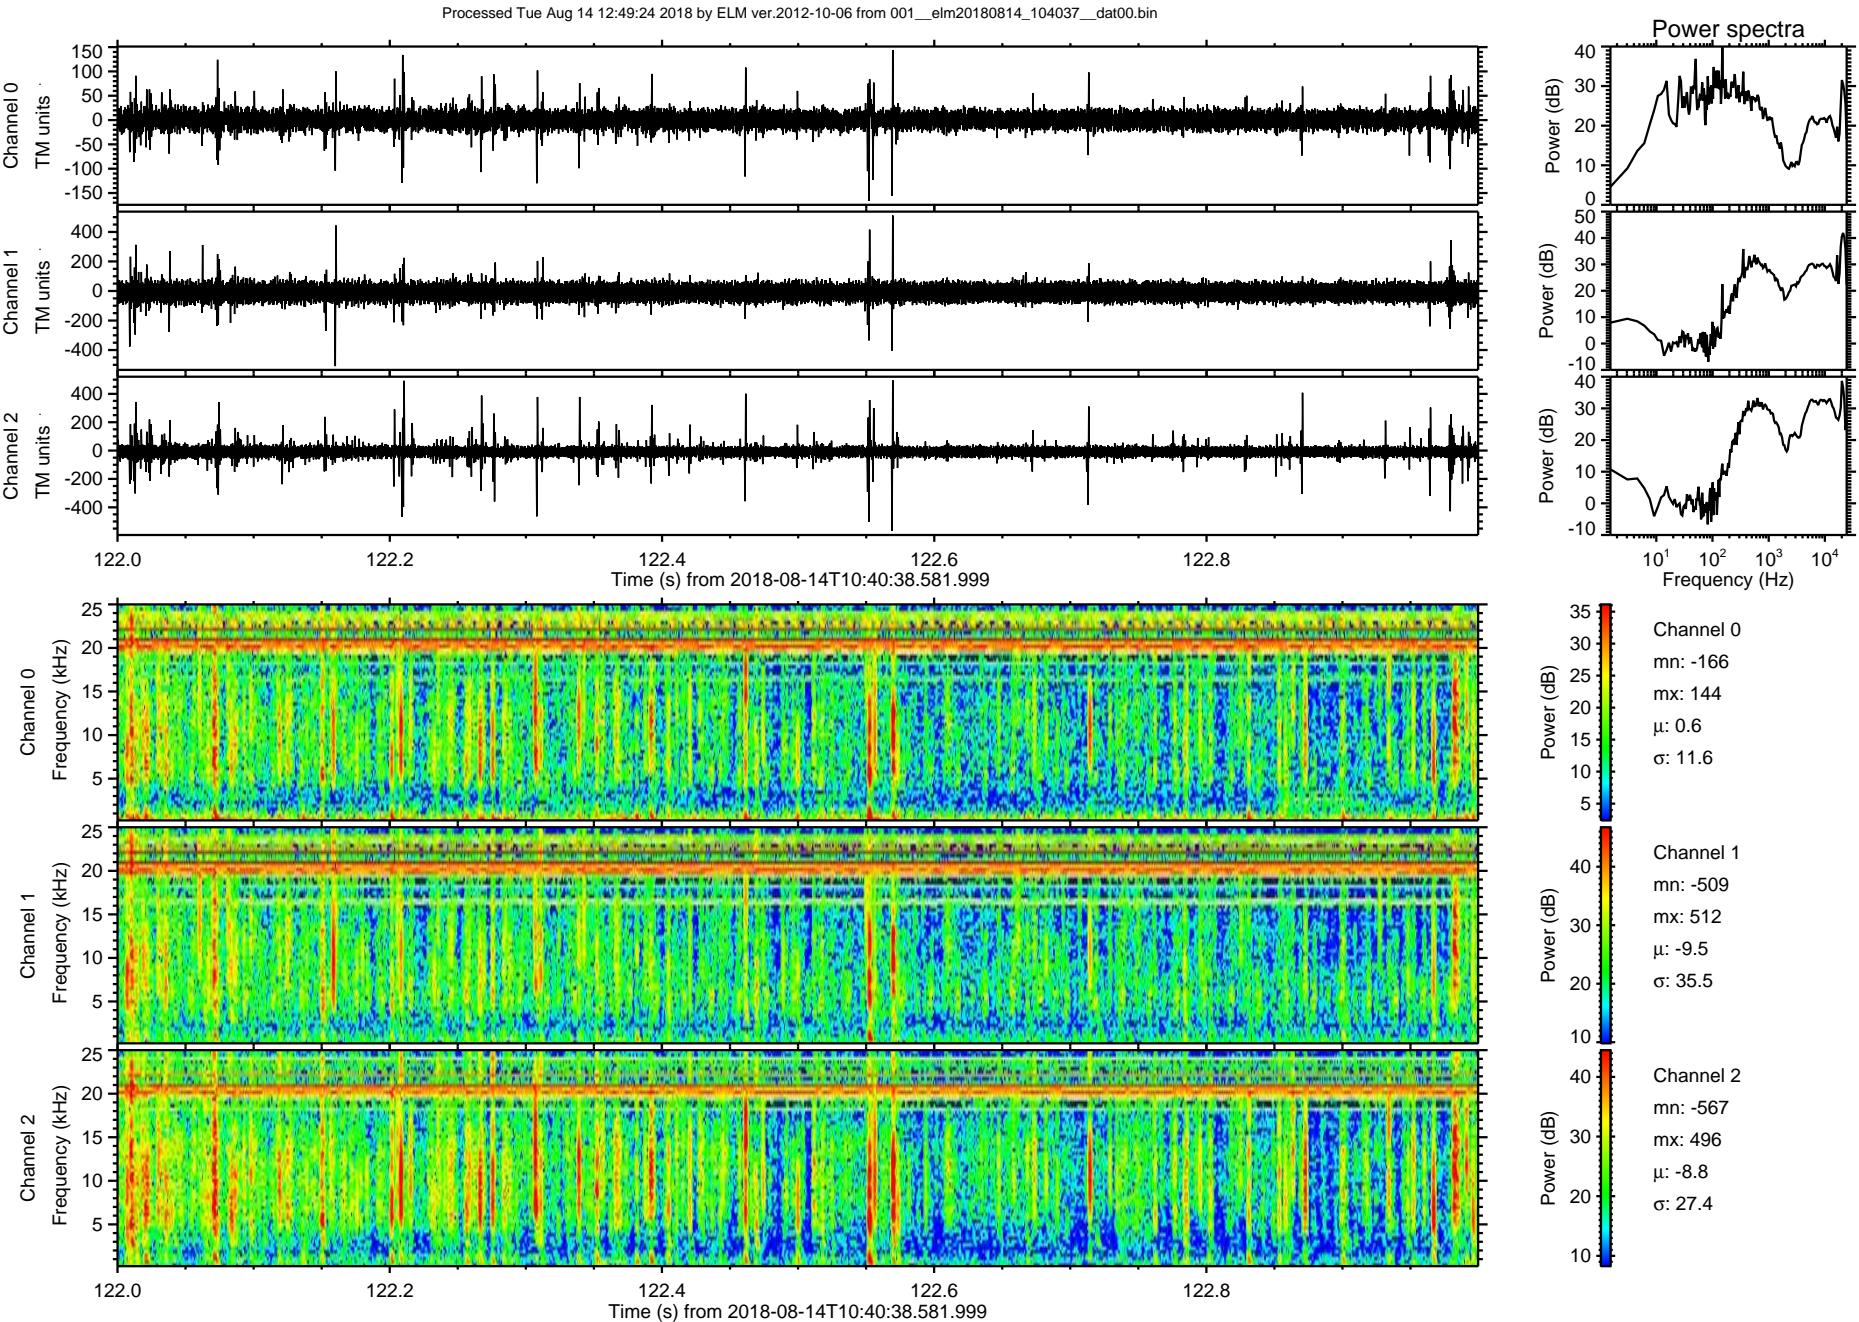 Processed Tue Aug 14 12:49:24 2018 by ELM ver.2012-10-06 from 001__elm20180814_104037__dat00.bin
Power spectra
Channel 0
TM units
150
100
50
0
-50
-100
-150
Power (dB)
40
30
20
10
0
Channel 1
TM units
400
200
0
-200
-400
Power (dB)
50
40
30
20
10
0
-10
Channel 2
TM units
400
200
0
-200
-400
Power (dB)
40
30
20
10
0
-10
122.0 122.2 122.4 122.6 122.8
Time (s) from 2018-08-14T10:40:38.581.999
10¹ 10² 10³ 10⁴
Frequency (Hz)
Channel 0
Frequency (kHz)
25
20
15
10
5
Power (dB)
35
30
25
20
15
10
5
Channel 0
mn: -166
mx: 144
μ: 0.6
σ: 11.6
Channel 1
Frequency (kHz)
25
20
15
10
5
Power (dB)
40
30
20
10
Channel 1
mn: -509
mx: 512
μ: -9.5
σ: 35.5
Channel 2
Frequency (kHz)
25
20
15
10
5
Power (dB)
40
30
20
10
Channel 2
mn: -567
mx: 496
μ: -8.8
σ: 27.4
122.0 122.2 122.4 122.6 122.8
Time (s) from 2018-08-14T10:40:38.581.999